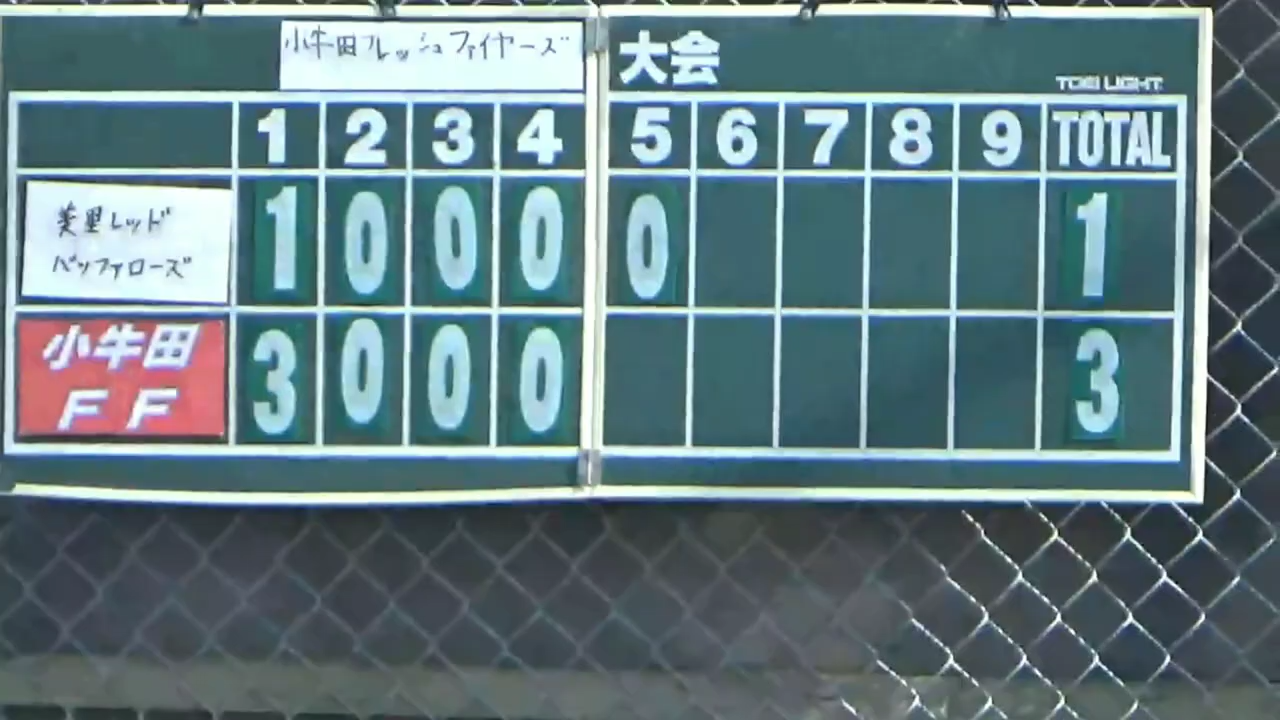 小牛田フレッシュファイヤーズ 大会
TOEI LIGHT
1 2 3 4 5 6 7 8 9 TOTAL
美里レッド
バッファローズ
1 0 0 0 0 1
小牛田
FF
3 0 0 0 3